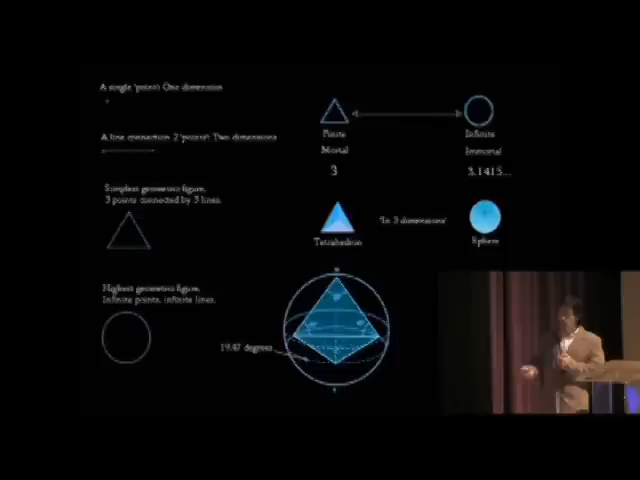 A single 'point': One dimension
A line connection 2 'points': Two dimensions
Simplest geometric figure,
3 points connected by 3 lines.
Highest geometric figure,
Infinite points, infinite lines.
Finite
Mortal
3
Infinite
Immortal
3.1415...
Tetrahedron
'In 3 dimensions'
Sphere
19.47 degrees